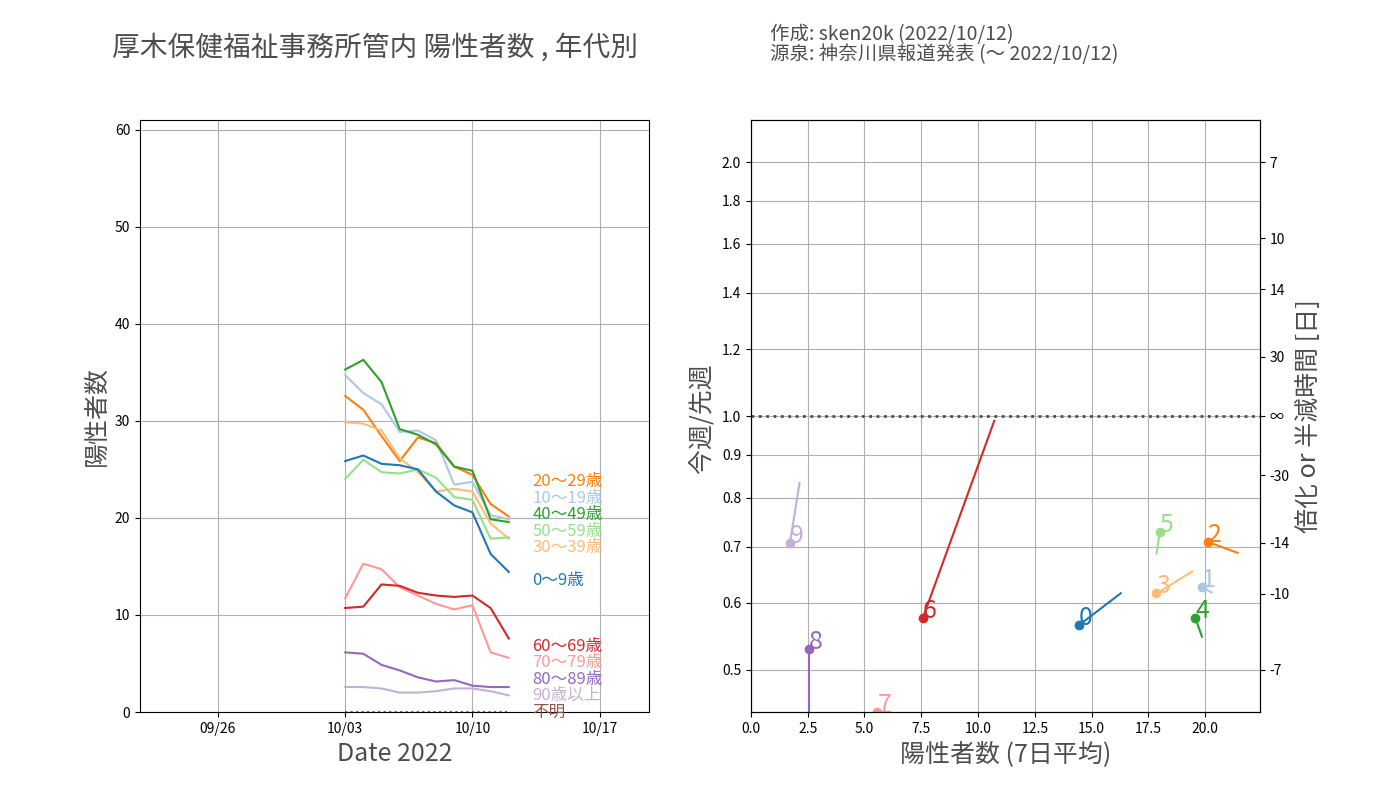 厚木保健福祉事務所管内 陽性者数 , 年代別
作成: sken20k (2022/10/12)
源泉: 神奈川県報道発表 (〜 2022/10/12)
陽性者数
60
50
40
30
20
10
0
09/26
10/03
10/10
10/17
Date 2022
20〜29歳
10〜19歳
40〜49歳
50〜59歳
30〜39歳
0〜9歳
60〜69歳
70〜79歳
80〜89歳
90歳以上
不明
今週/先週
2.0
1.8
1.6
1.4
1.2
1.0
0.9
0.8
0.7
0.6
0.5
9
5
2
3
1
6
0
4
8
7
0.0
2.5
5.0
7.5
10.0
12.5
15.0
17.5
20.0
陽性者数 (7日平均)
7
10
14
30
∞
-30
-14
-10
-7
倍化 or 半減時間 [日]